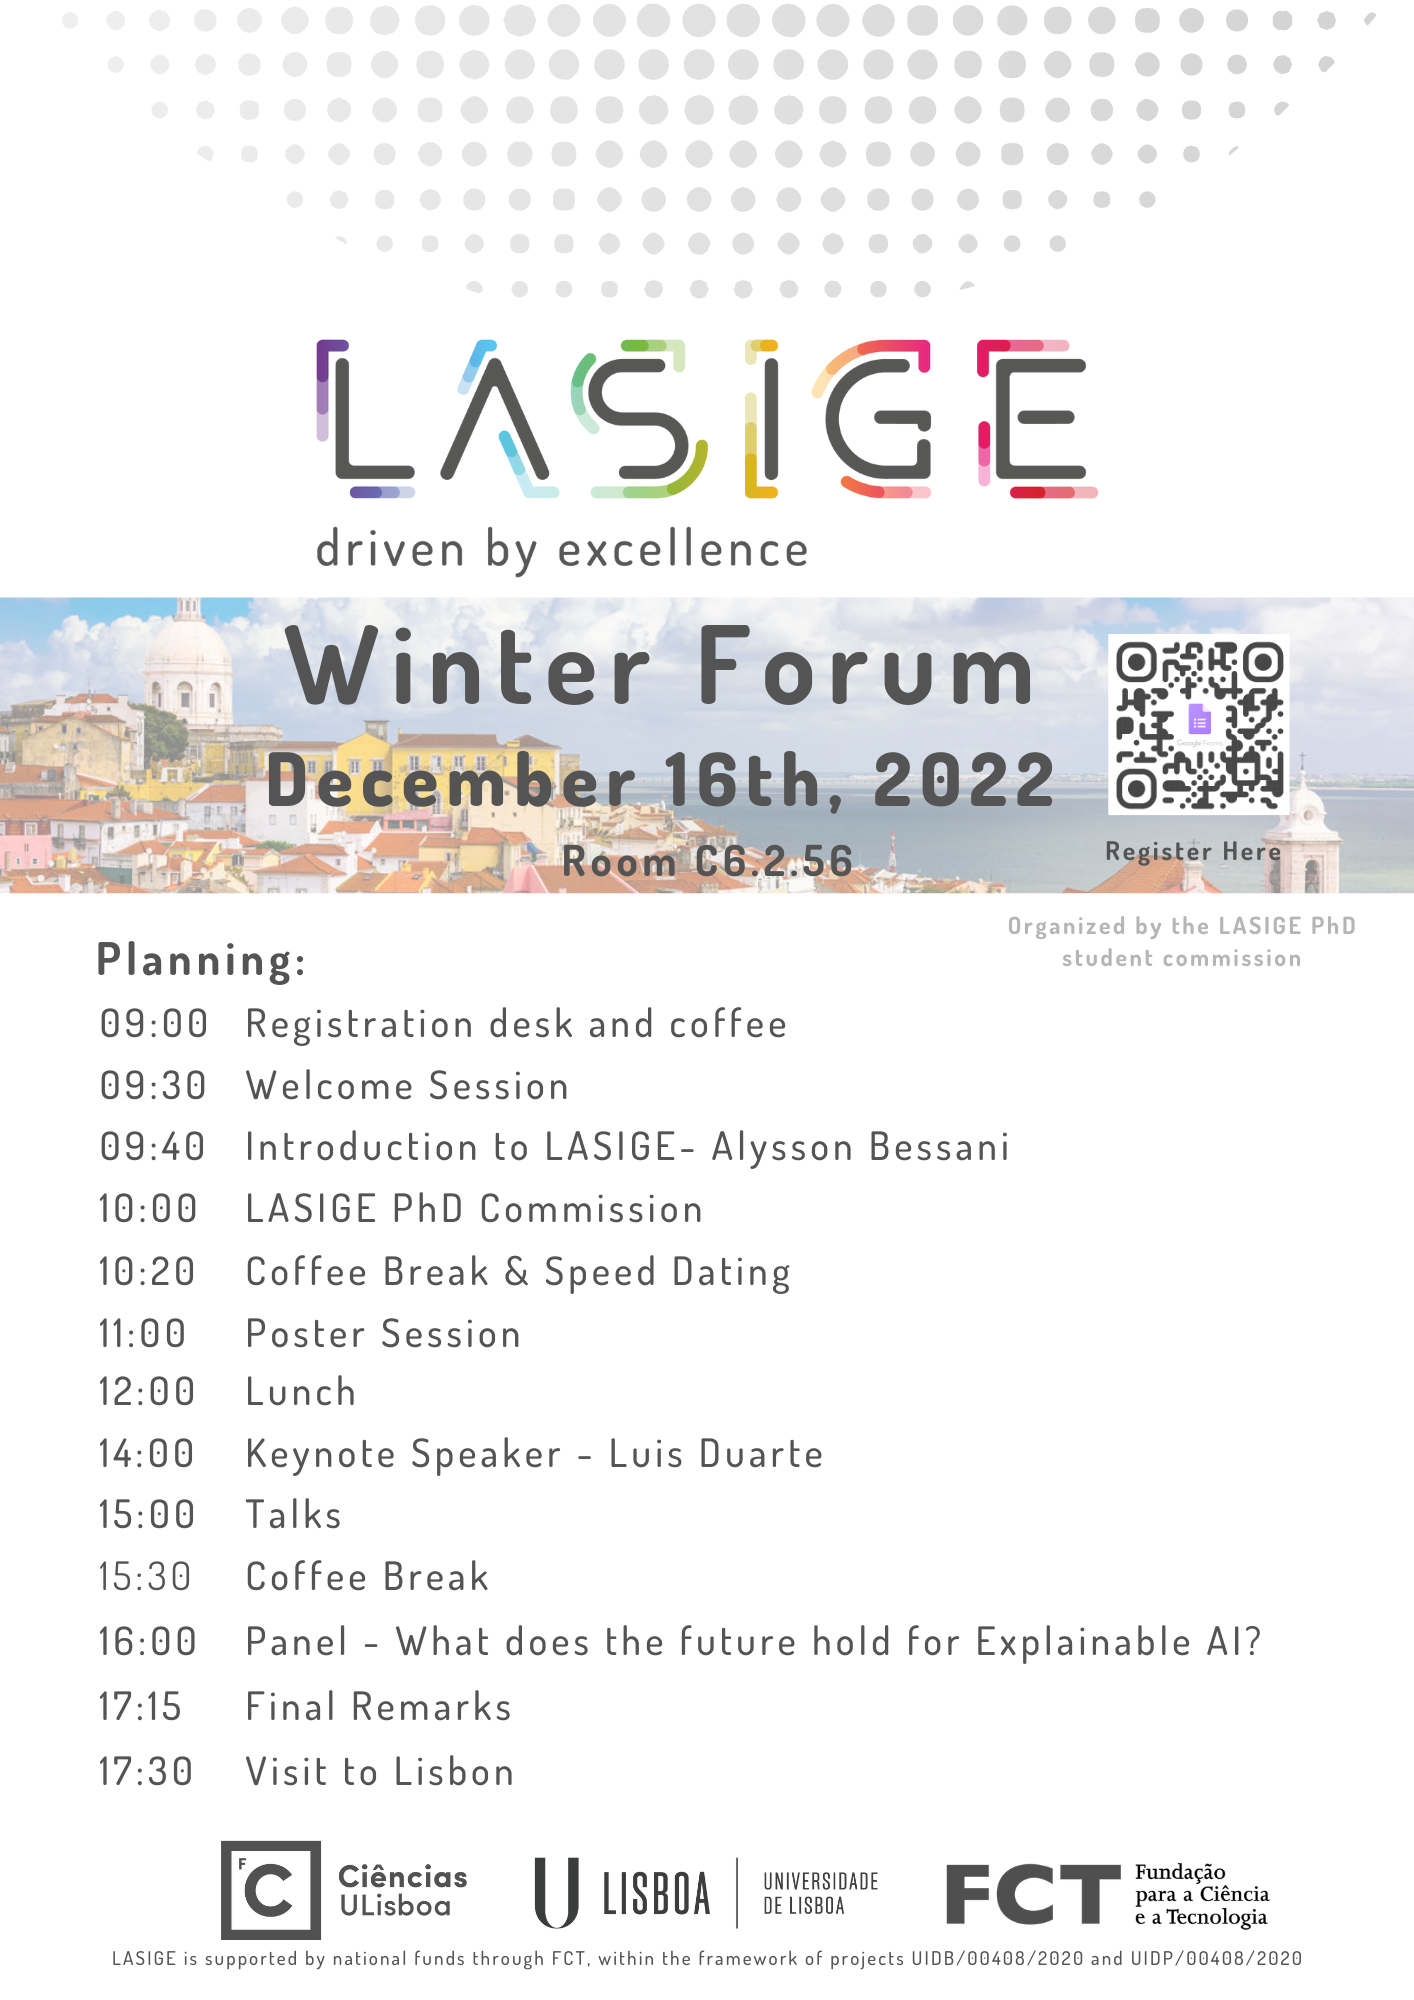 LASIGE
driven by excellence
Winter Forum
December 16th, 2022
Room C6.2.56
Google Forms
Register Here
Organized by the LASIGE PhD
student commission
Planning:
09:00 Registration desk and coffee
09:30 Welcome Session
09:40 Introduction to LASIGE- Alysson Bessani
10:00 LASIGE PhD Commission
10:20 Coffee Break & Speed Dating
11:00 Poster Session
12:00 Lunch
14:00 Keynote Speaker - Luis Duarte
15:00 Talks
15:30 Coffee Break
16:00 Panel - What does the future hold for Explainable AI?
17:15 Final Remarks
17:30 Visit to Lisbon
F C Ciências
ULisboa
U LISBOA
UNIVERSIDADE
DE LISBOA
FCT
Fundação
para a Ciência
e a Tecnologia
LASIGE is supported by national funds through FCT, within the framework of projects UIDB/00408/2020 and UIDP/00408/2020